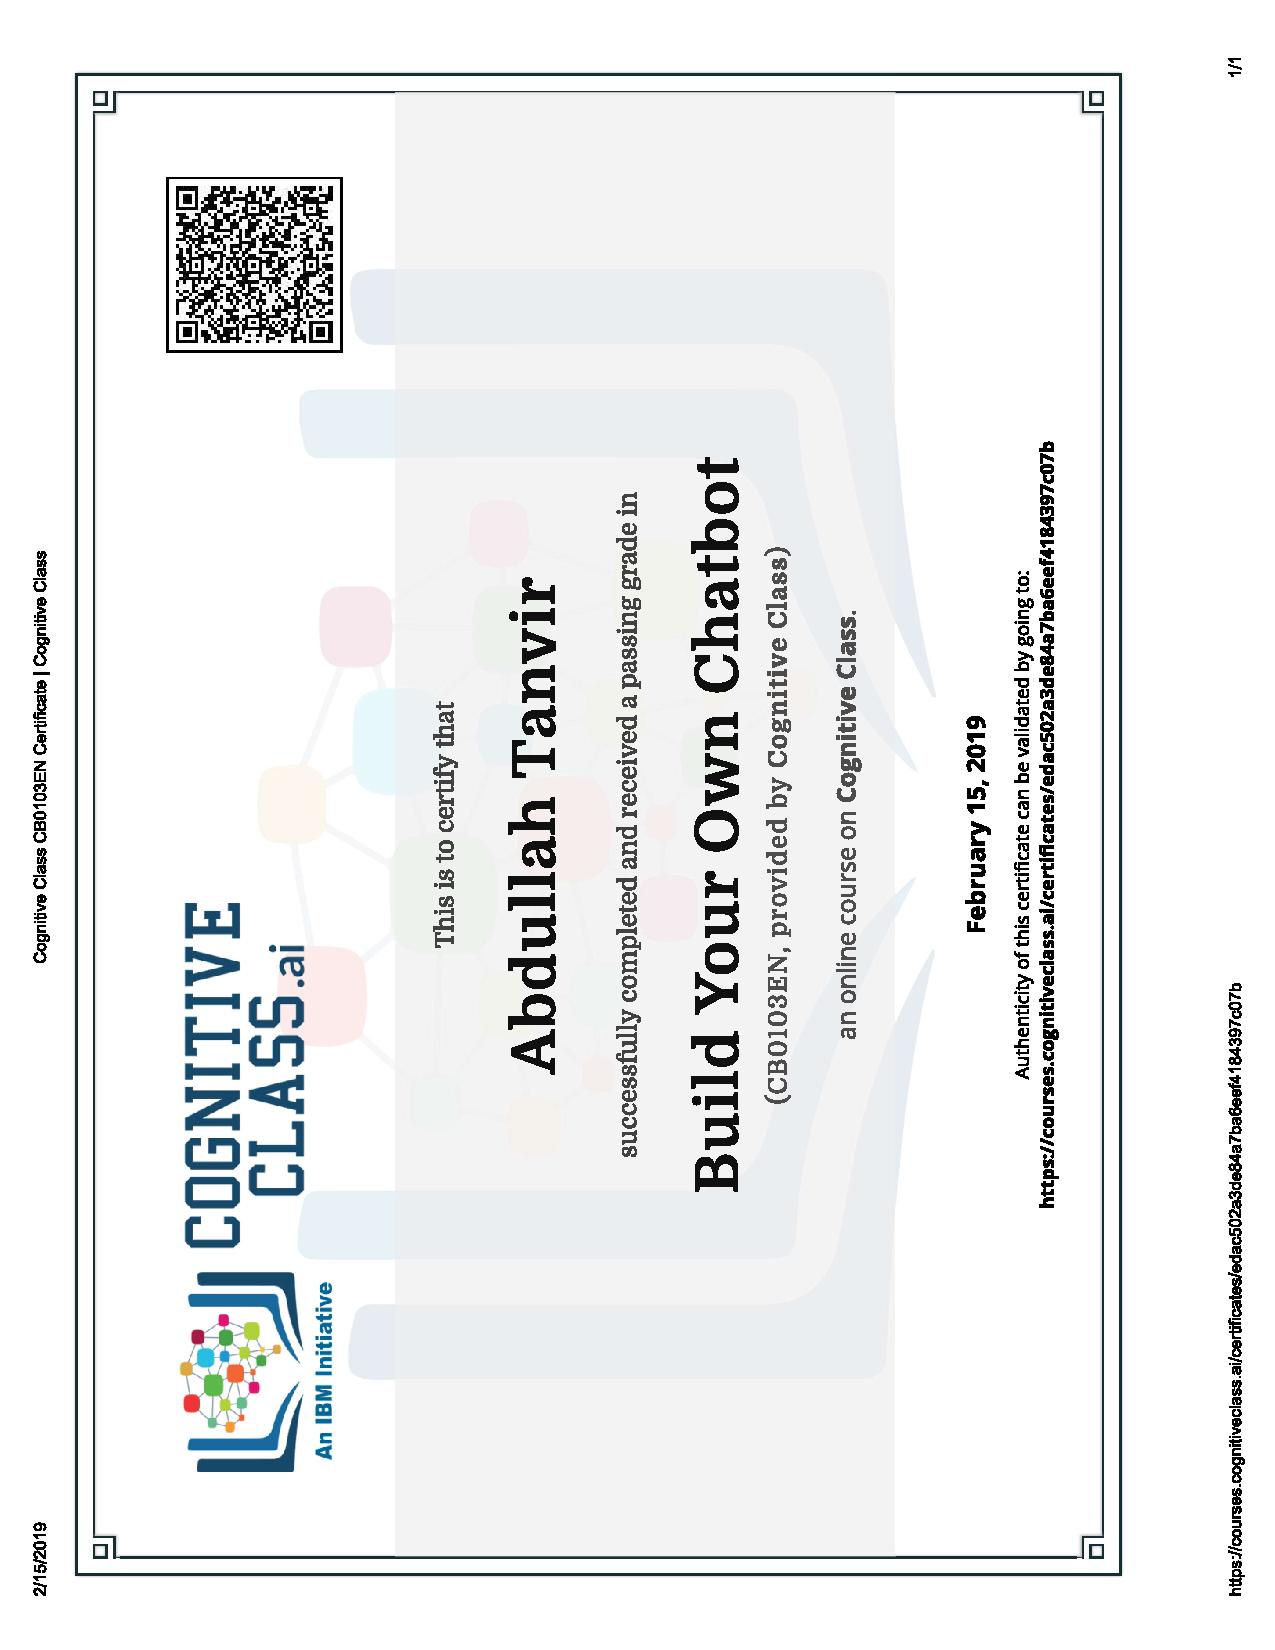 2/15/2019
Cognitive Class CB0103EN Certificate | Cognitive Class
COGNITIVE
CLASS.ai
An IBM Initiative
This is to certify that
Abdullah Tanvir
successfully completed and received a passing grade in
Build Your Own Chatbot
(CB0103EN, provided by Cognitive Class)
an online course on Cognitive Class.
February 15, 2019
Authenticity of this certificate can be validated by going to:
https://courses.cognitiveclass.ai/certificates/edac502a3de84a7ba6eef4184397c07b
https://courses.cognitiveclass.ai/certificates/edac502a3de84a7ba6eef4184397c07b
1/1